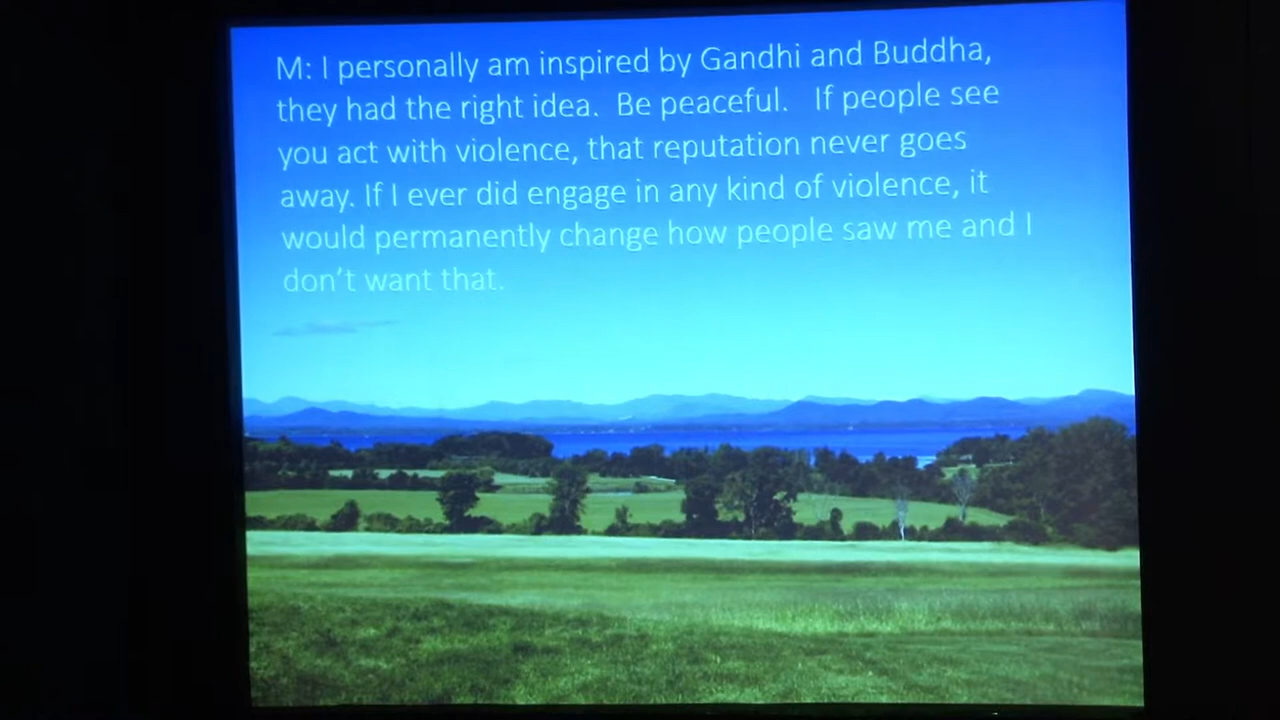 M: I personally am inspired by Gandhi and Buddha,
they had the right idea.  Be peaceful.   If people see
you act with violence, that reputation never goes
away. If I ever did engage in any kind of violence, it
would permanently change how people saw me and I
don’t want that.